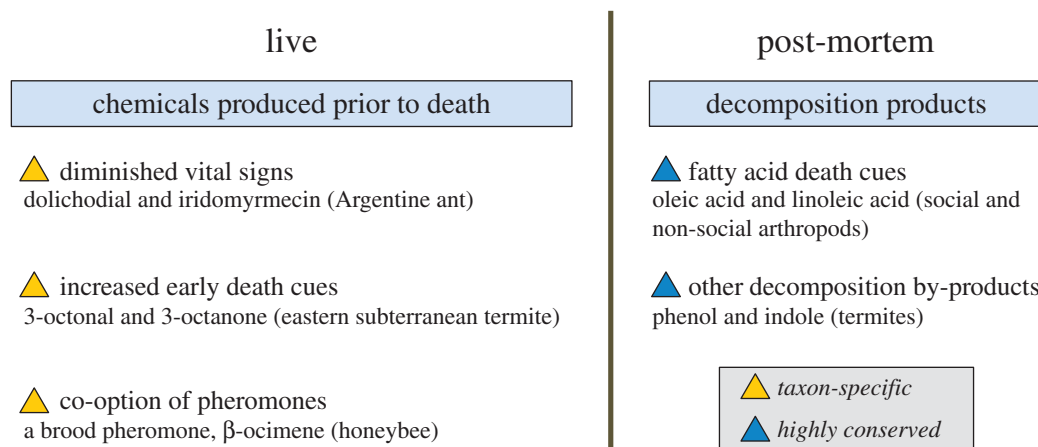 live
chemicals produced prior to death
diminished vital signs
dolichodial and iridomyrmecin (Argentine ant)
increased early death cues
3-octonal and 3-octanone (eastern subterranean termite)
co-option of pheromones
a brood pheromone, β-ocimene (honeybee)
post-mortem
decomposition products
fatty acid death cues
oleic acid and linoleic acid (social and
non-social arthropods)
other decomposition by-products
phenol and indole (termites)
taxon-specific
highly conserved